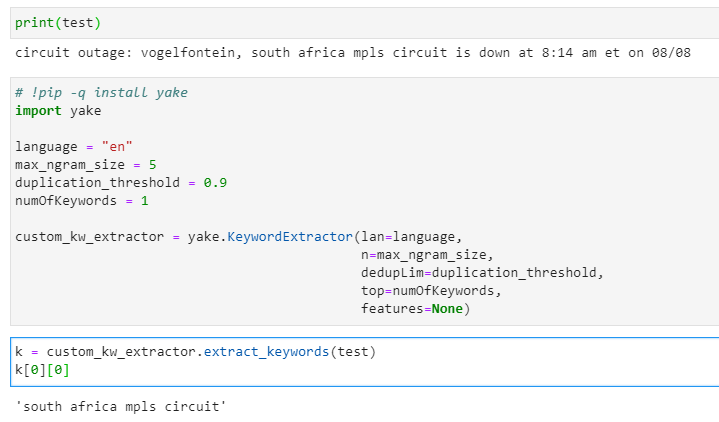 print(test)
circuit outage: vogelfontein, south africa mpls circuit is down at 8:14 am et on 08/08
# !pip -q install yake
import yake
language = "en"
max_ngram_size = 5
duplication_threshold = 0.9
numOfKeywords = 1
custom_kw_extractor = yake.KeywordExtractor(lan=language,
n=max_ngram_size,
dedupLim=duplication_threshold,
top=numOfKeywords,
features=None)
k = custom_kw_extractor.extract_keywords(test)
k[0][0]
'south africa mpls circuit'